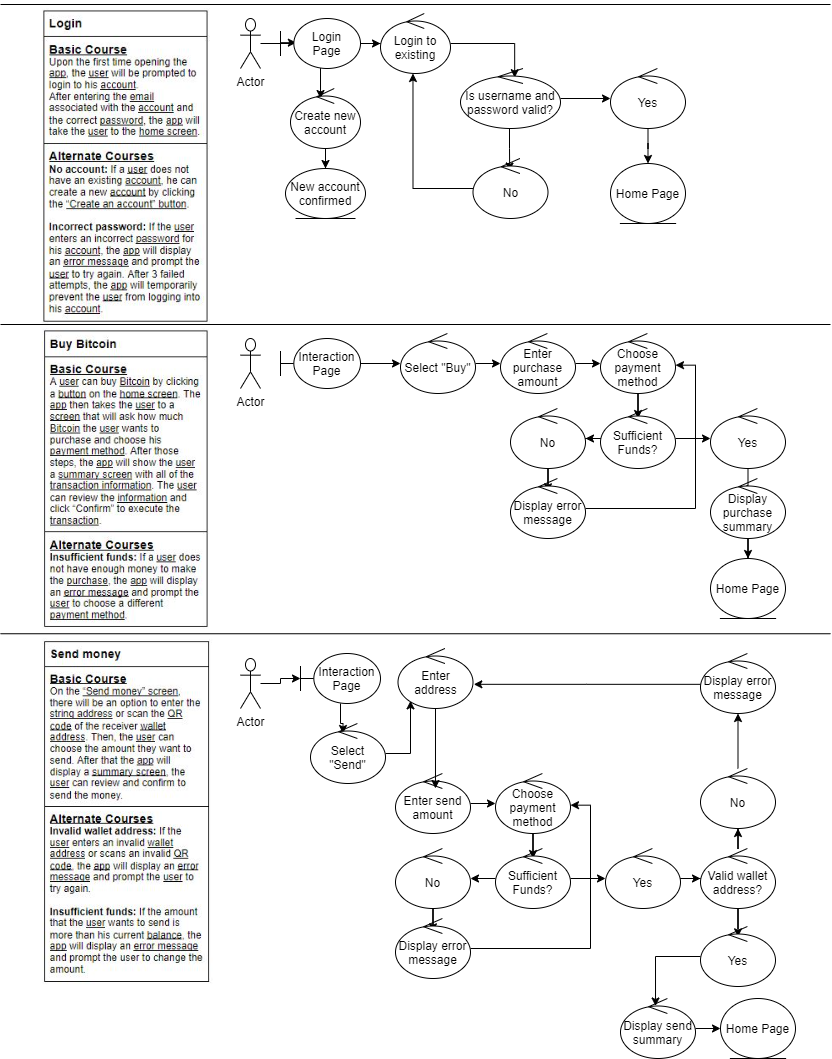 Login
Basic Course
Upon the first time opening the
app, the user will be prompted to
login to his account.
After entering the email
associated with the account and
the correct password, the app will
take the user to the home screen.
Alternate Courses
No account: If a user does not
have an existing account, he can
create a new account by clicking
the “Create an account” button.
Incorrect password: If the user
enters an incorrect password for
his account, the app will display
an error message and prompt the
user to try again. After 3 failed
attempts, the app will temporarily
prevent the user from logging into
his account.
Actor
Login
Page
Login to
existing
Create new
account
New account
confirmed
Is username and
password valid?
No
Yes
Home Page
Buy Bitcoin
Basic Course
A user can buy Bitcoin by clicking
a button on the home screen. The
app then takes the user to a
screen that will ask how much
Bitcoin the user wants to
purchase and choose his
payment method. After those
steps, the app will show the user
a summary screen with all of the
transaction information. The user
can review the information and
click “Confirm” to execute the
transaction.
Alternate Courses
Insufficient funds: If a user does
not have enough money to make
the purchase, the app will display
an error message and prompt the
user to choose a different
payment method.
Actor
Interaction
Page
Select "Buy"
Enter
purchase
amount
Choose
payment
method
No
Sufficient
Funds?
Yes
Display error
message
Display
purchase
summary
Home Page
Send money
Basic Course
On the “Send money” screen,
there will be an option to enter the
string address or scan the QR
code of the receiver wallet
address. Then, the user can
choose the amount they want to
send. After that the app will
display a summary screen, the
user can review and confirm to
send the money.
Alternate Courses
Invalid wallet address: If the
user enters an invalid wallet
address or scans an invalid QR
code, the app will display an error
message and prompt the user to
try again.
Insufficient funds: If the amount
that the user wants to send is
more than his current balance, the
app will display an error message
and prompt the user to change the
amount.
Actor
Interaction
Page
Select
"Send"
Enter
address
Display error
message
Enter send
amount
Choose
payment
method
No
No
Sufficient
Funds?
Yes
Valid wallet
address?
Display error
message
Yes
Display send
summary
Home Page